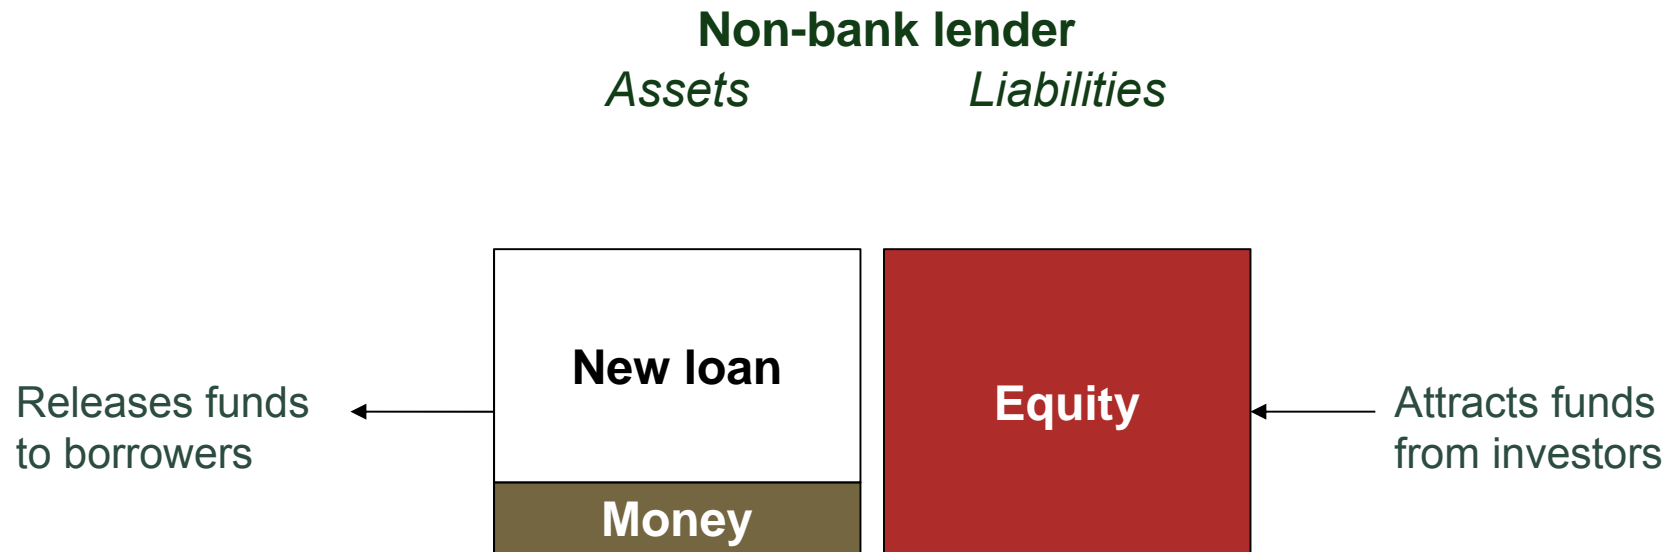 Non-bank lender
Assets Liabilities
New loan
Releases funds
to borrowers
Equity
Attracts funds
from investors
Money